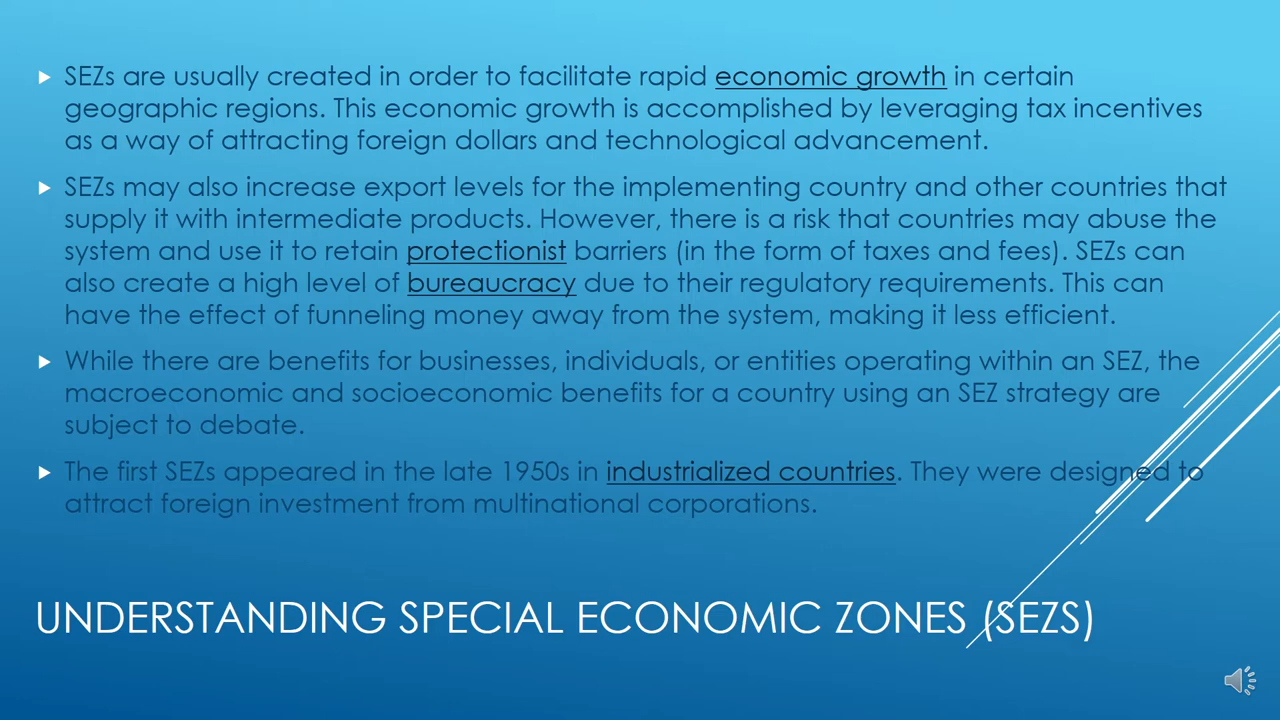 SEZs are usually created in order to facilitate rapid economic growth in certain
geographic regions. This economic growth is accomplished by leveraging tax incentives
as a way of attracting foreign dollars and technological advancement.
SEZs may also increase export levels for the implementing country and other countries that
supply it with intermediate products. However, there is a risk that countries may abuse the
system and use it to retain protectionist barriers (in the form of taxes and fees). SEZs can
also create a high level of bureaucracy due to their regulatory requirements. This can
have the effect of funneling money away from the system, making it less efficient.
While there are benefits for businesses, individuals, or entities operating within an SEZ, the
macroeconomic and socioeconomic benefits for a country using an SEZ strategy are
subject to debate.
The first SEZs appeared in the late 1950s in industrialized countries. They were designed to
attract foreign investment from multinational corporations.
UNDERSTANDING SPECIAL ECONOMIC ZONES (SEZS)